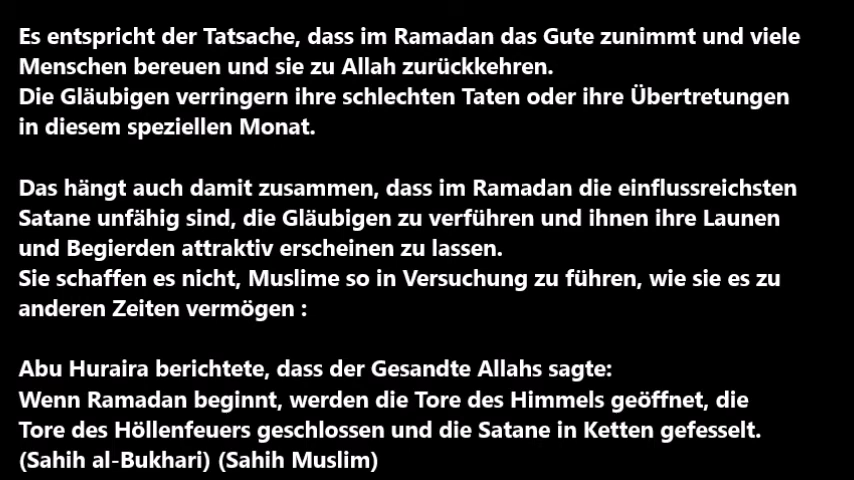 Es entspricht der Tatsache, dass im Ramadan das Gute zunimmt und viele
Menschen bereuen und sie zu Allah zurückkehren.
Die Gläubigen verringern ihre schlechten Taten oder ihre Übertretungen
in diesem speziellen Monat.
Das hängt auch damit zusammen, dass im Ramadan die einflussreichsten
Satane unfähig sind, die Gläubigen zu verführen und ihnen ihre Launen
und Begierden attraktiv erscheinen zu lassen.
Sie schaffen es nicht, Muslime so in Versuchung zu führen, wie sie es zu
anderen Zeiten vermögen :
Abu Huraira berichtete, dass der Gesandte Allahs sagte:
Wenn Ramadan beginnt, werden die Tore des Himmels geöffnet, die
Tore des Höllenfeuers geschlossen und die Satane in Ketten gefesselt.
(Sahih al-Bukhari) (Sahih Muslim)